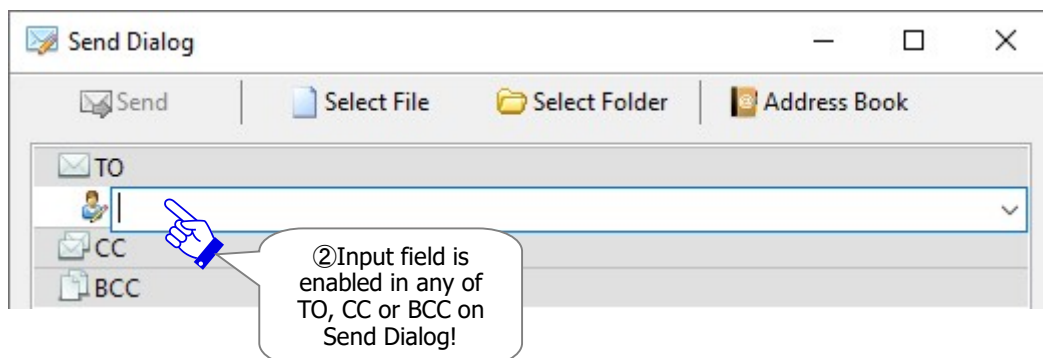 Send Dialog
Send Select File Select Folder Address Book
TO
CC
BCC
②Input field is
enabled in any of
TO, CC or BCC on
Send Dialog!